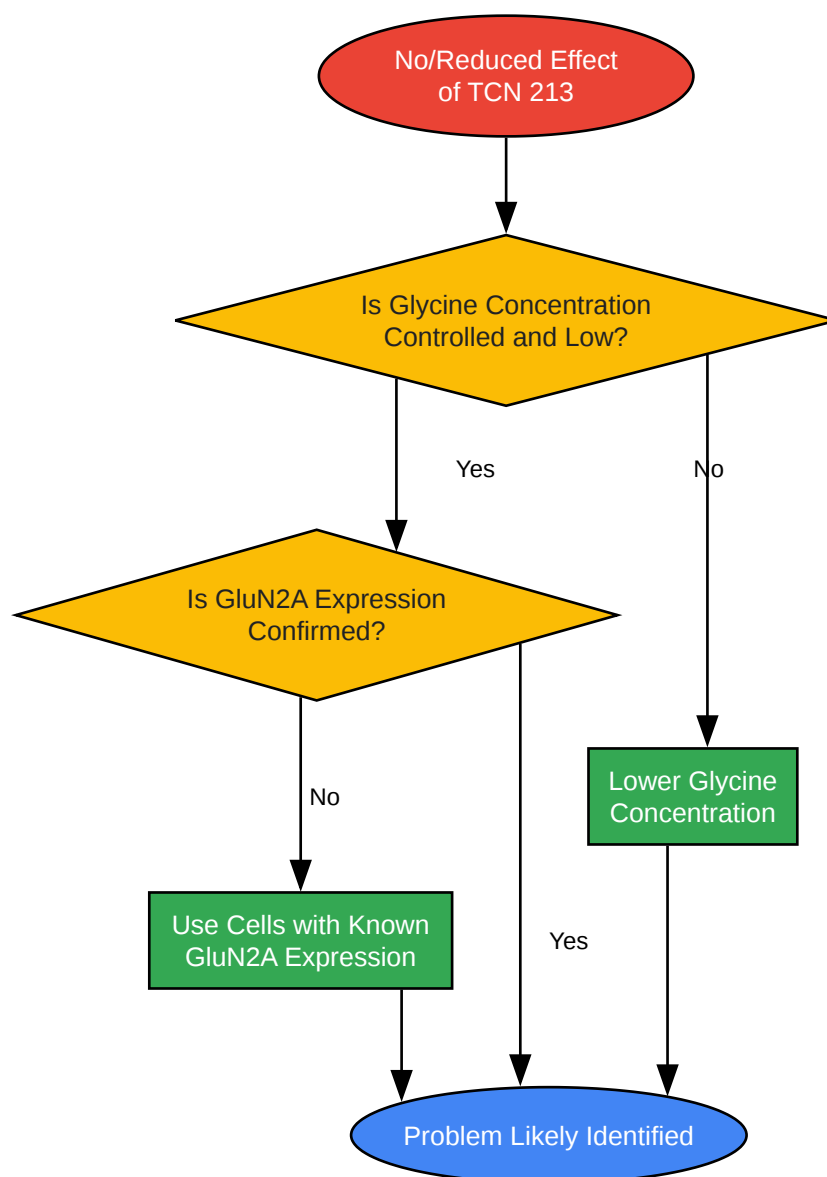 No/Reduced Effect
of TCN 213
Is Glycine Concentration
Controlled and Low?
Yes
No
Is GluN2A Expression
Confirmed?
Lower Glycine
Concentration
No
Use Cells with Known
GluN2A Expression
Yes
Problem Likely Identified